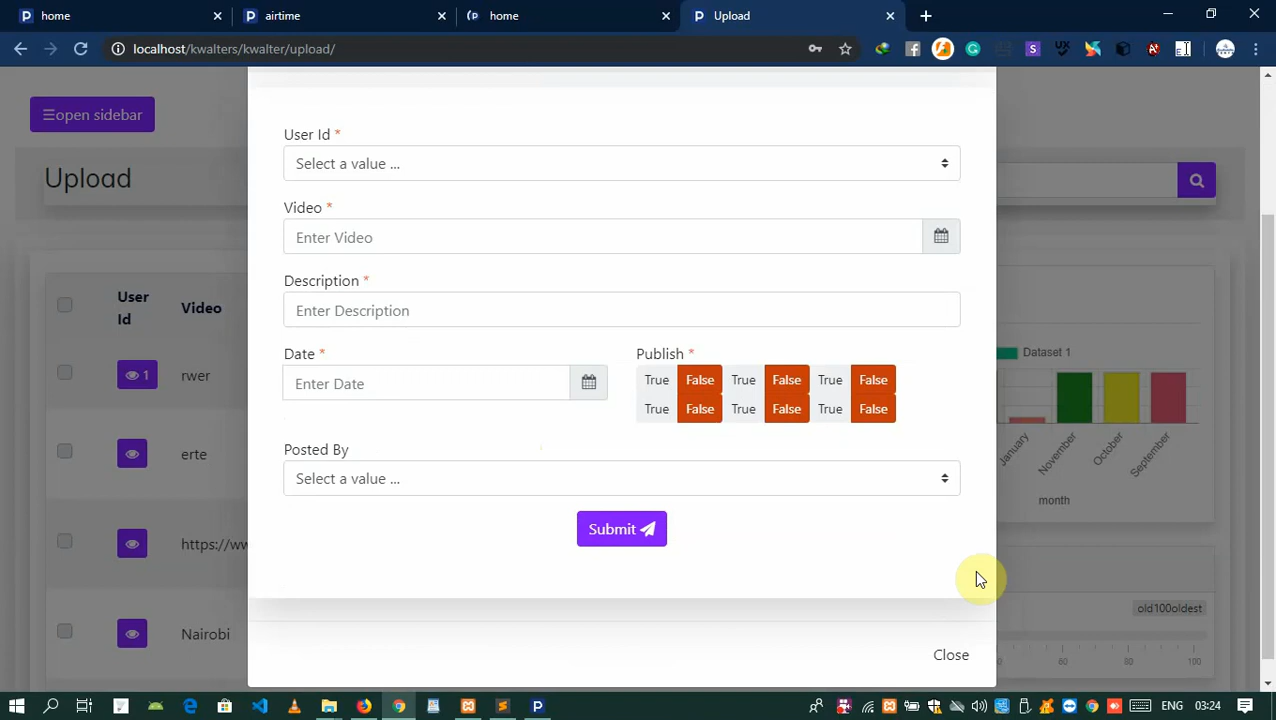 home
airtime
home
Upload
localhost/kwalters/kwalter/upload/
☰open sidebar
Upload
User Id *
Select a value ...
Video *
Enter Video
Description *
Enter Description
Date *
Enter Date
Publish *
True False True False True False
True False True False True False
Posted By
Select a value ...
Submit
Close
User
Id
Video
1
rwer
erte
https://ww
Nairobi
Dataset 1
January
November
October
September
month
old100oldest
60
80
100
ENG
03:24